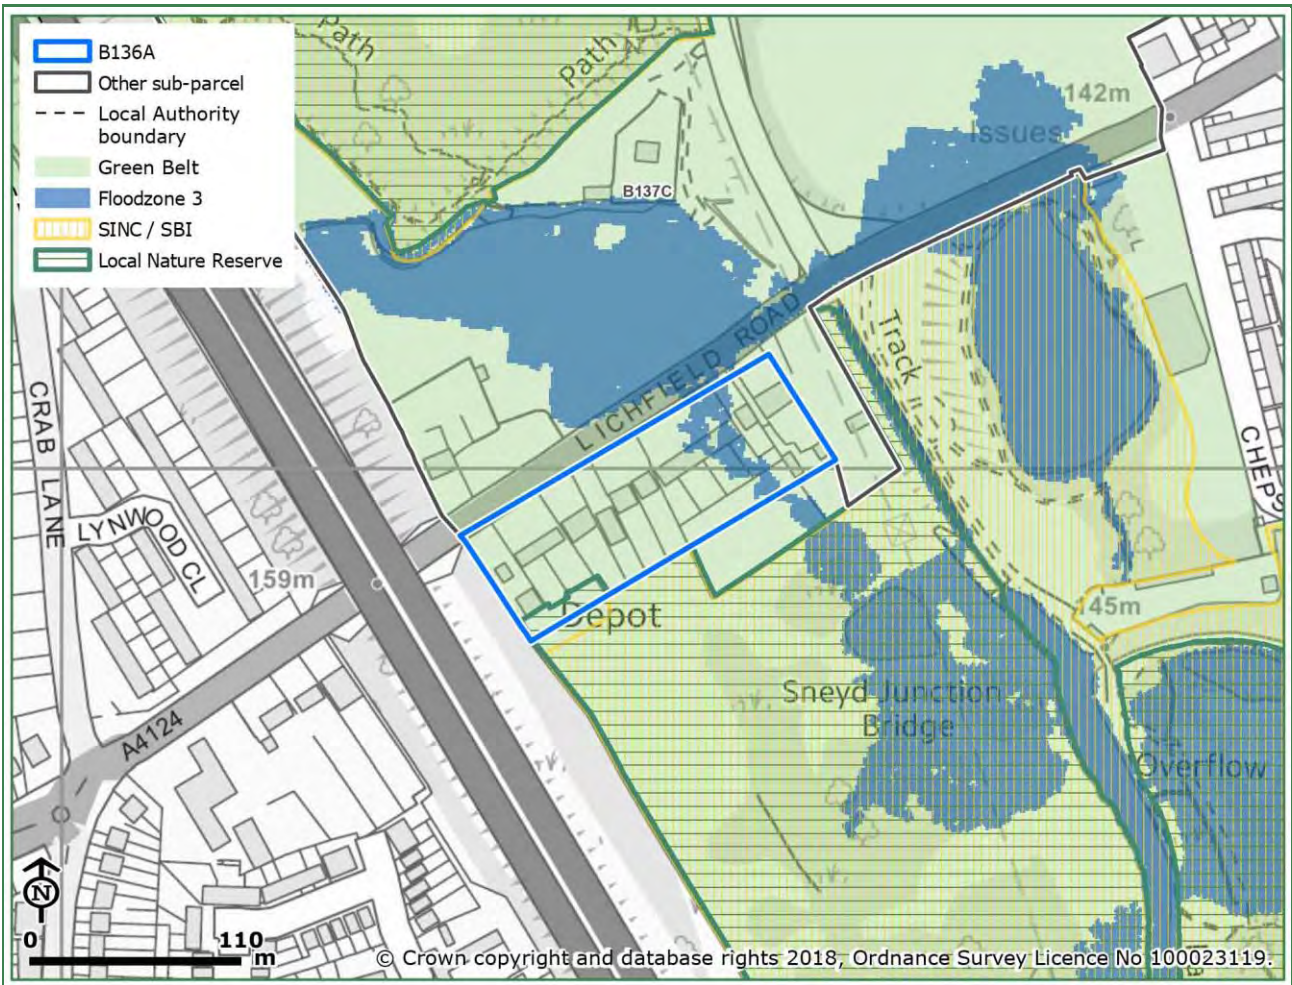 B136A
Other sub-parcel
Local Authority
boundary
Green Belt
Floodzone 3
SINC / SBI
Local Nature Reserve
Path
Path
142m
Issues
B137C
LICHFIELD ROAD
Track
CRAB LANE
LYNWOOD CL
159m
CHEPS
Depot
145m
Sneyd Junction
Bridge
A4124
Overflow
N
0 110
m
© Crown copyright and database rights 2018, Ordnance Survey Licence No 100023119.